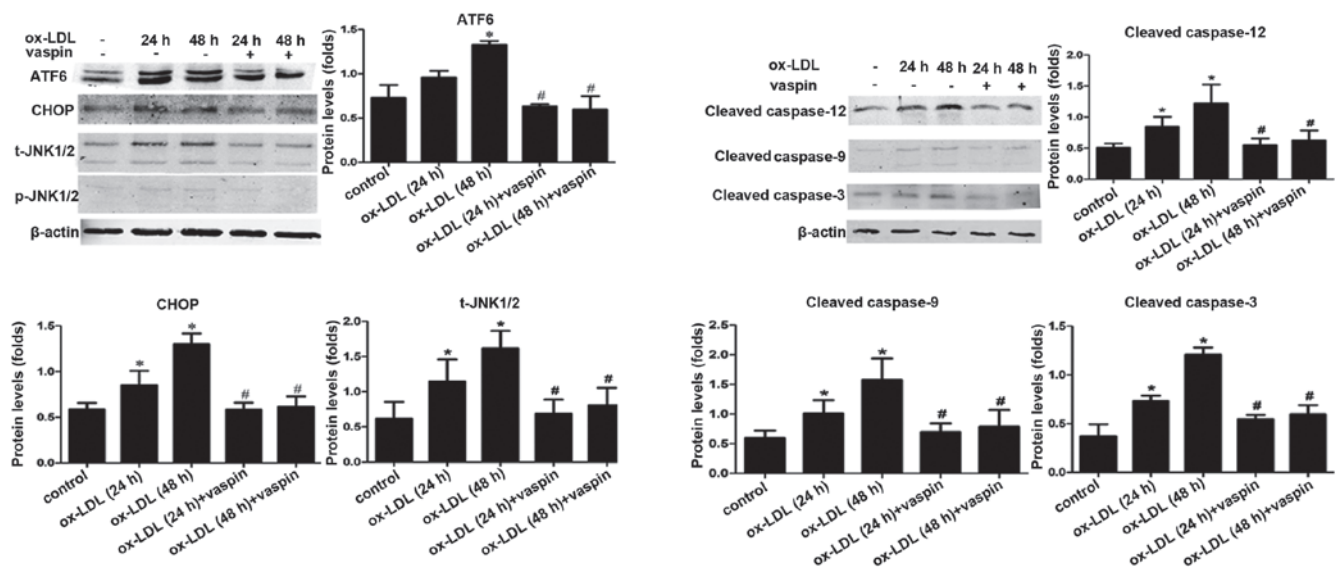 ox-LDL - 24 h 48 h 24 h 48 h
vaspin - - - + +
ATF6
CHOP
t-JNK1/2
p-JNK1/2
β-actin
ATF6
Protein levels (folds)
1.5
1.0
0.5
0.0
* # #
control
ox-LDL (24 h)
ox-LDL (48 h)
ox-LDL (24 h)+vaspin
ox-LDL (48 h)+vaspin
ox-LDL - 24 h 48 h 24 h 48 h
vaspin - - - + +
Cleaved caspase-12
Cleaved caspase-9
Cleaved caspase-3
β-actin
Cleaved caspase-12
Protein levels (folds)
2.0
1.5
1.0
0.5
0.0
* * # #
control
ox-LDL (24 h)
ox-LDL (48 h)
ox-LDL (24 h)+vaspin
ox-LDL (48 h)+vaspin
CHOP
Protein levels (folds)
1.5
1.0
0.5
0.0
* * # #
control
ox-LDL (24 h)
ox-LDL (48 h)
ox-LDL (24 h)+vaspin
ox-LDL (48 h)+vaspin
t-JNK1/2
Protein levels (folds)
2.0
1.5
1.0
0.5
0.0
* * # #
control
ox-LDL (24 h)
ox-LDL (48 h)
ox-LDL (24 h)+vaspin
ox-LDL (48 h)+vaspin
Cleaved caspase-9
Protein levels (folds)
2.5
2.0
1.5
1.0
0.5
0.0
* * # #
control
ox-LDL (24 h)
ox-LDL (48 h)
ox-LDL (24 h)+vaspin
ox-LDL (48 h)+vaspin
Cleaved caspase-3
Protein levels (folds)
1.5
1.0
0.5
0.0
* * # #
control
ox-LDL (24 h)
ox-LDL (48 h)
ox-LDL (24 h)+vaspin
ox-LDL (48 h)+vaspin